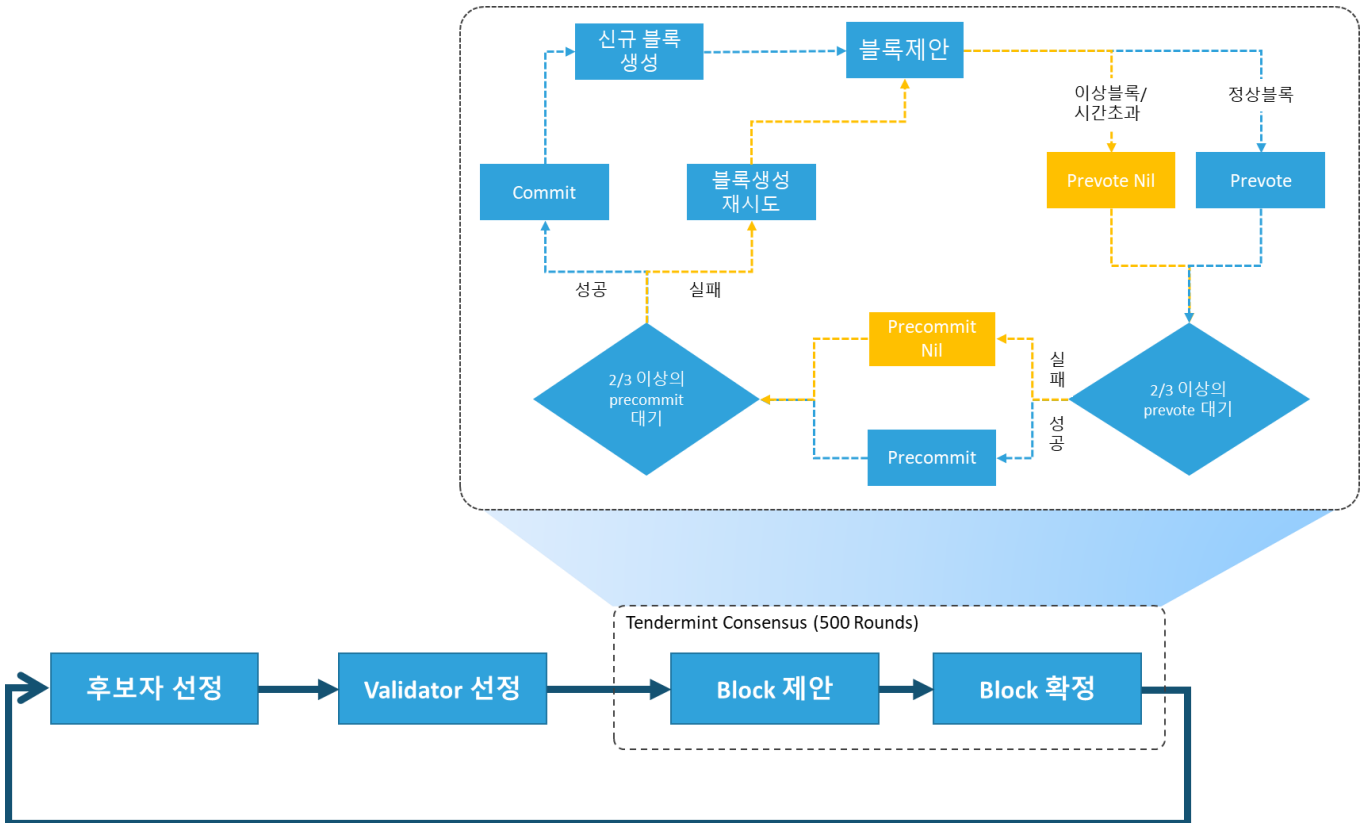 신규 블록
생성
블록제안
이상블록/
시간초과
정상블록
Commit
블록생성
재시도
Prevote Nil
Prevote
성공
실패
Precommit
Nil
실
패
2/3 이상의
precommit
대기
2/3 이상의
prevote 대기
성
공
Precommit
Tendermint Consensus (500 Rounds)
후보자 선정
Validator 선정
Block 제안
Block 확정